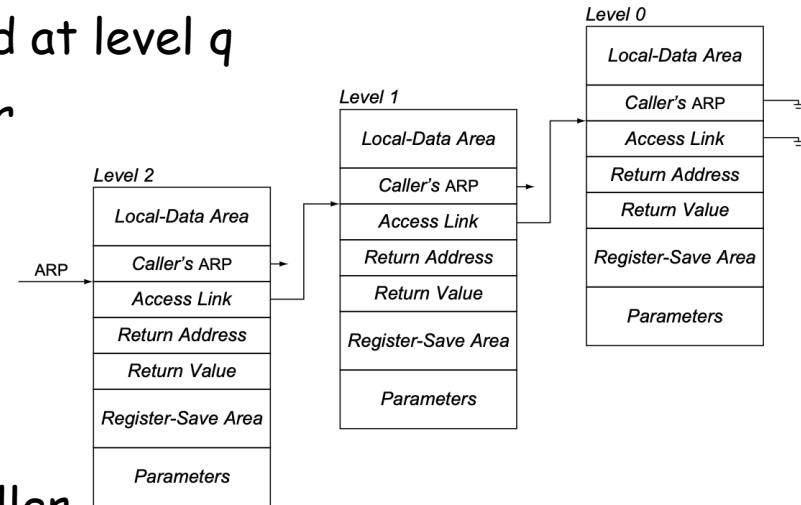 d at level q
r
ller
Level 2
Local-Data Area
Caller's ARP
Access Link
Return Address
Return Value
Register-Save Area
Parameters
ARP
Level 1
Local-Data Area
Caller's ARP
Access Link
Return Address
Return Value
Register-Save Area
Parameters
Level 0
Local-Data Area
Caller's ARP
Access Link
Return Address
Return Value
Register-Save Area
Parameters